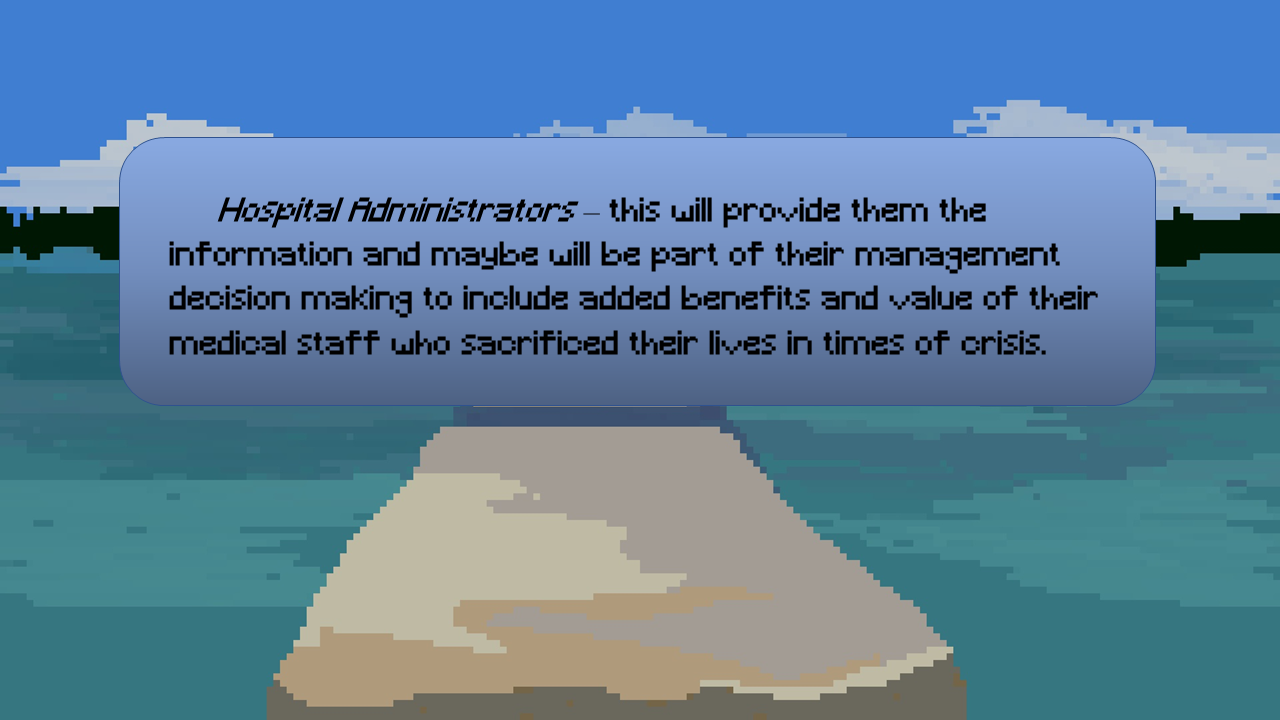 Hospital Administrators – this will provide them the
information and maybe will be part of their management
decision making to include added benefits and value of their
medical staff who sacrificed their lives in times of crisis.